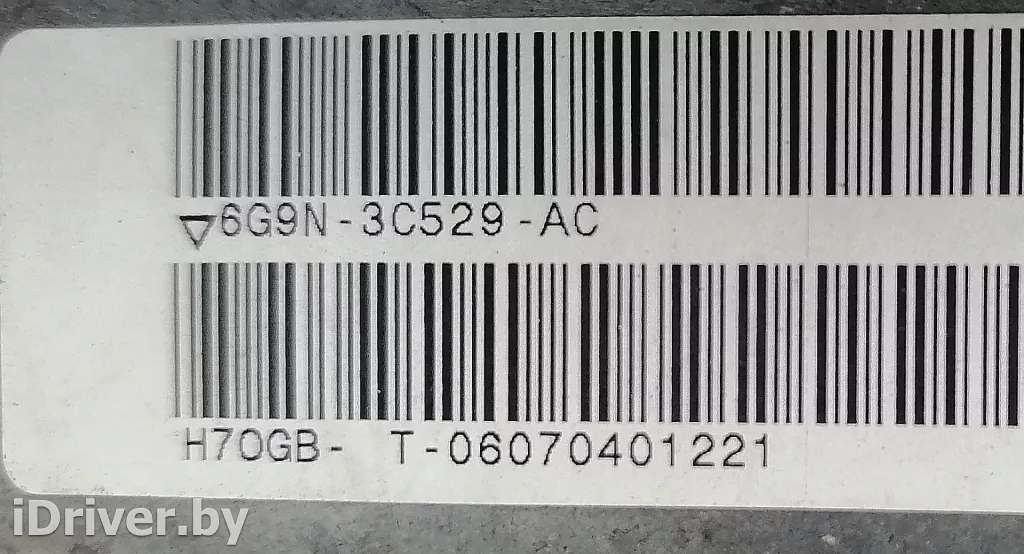 ▽6G9N-3C529-AC
H70GB- T-06070401221
iDriver.by